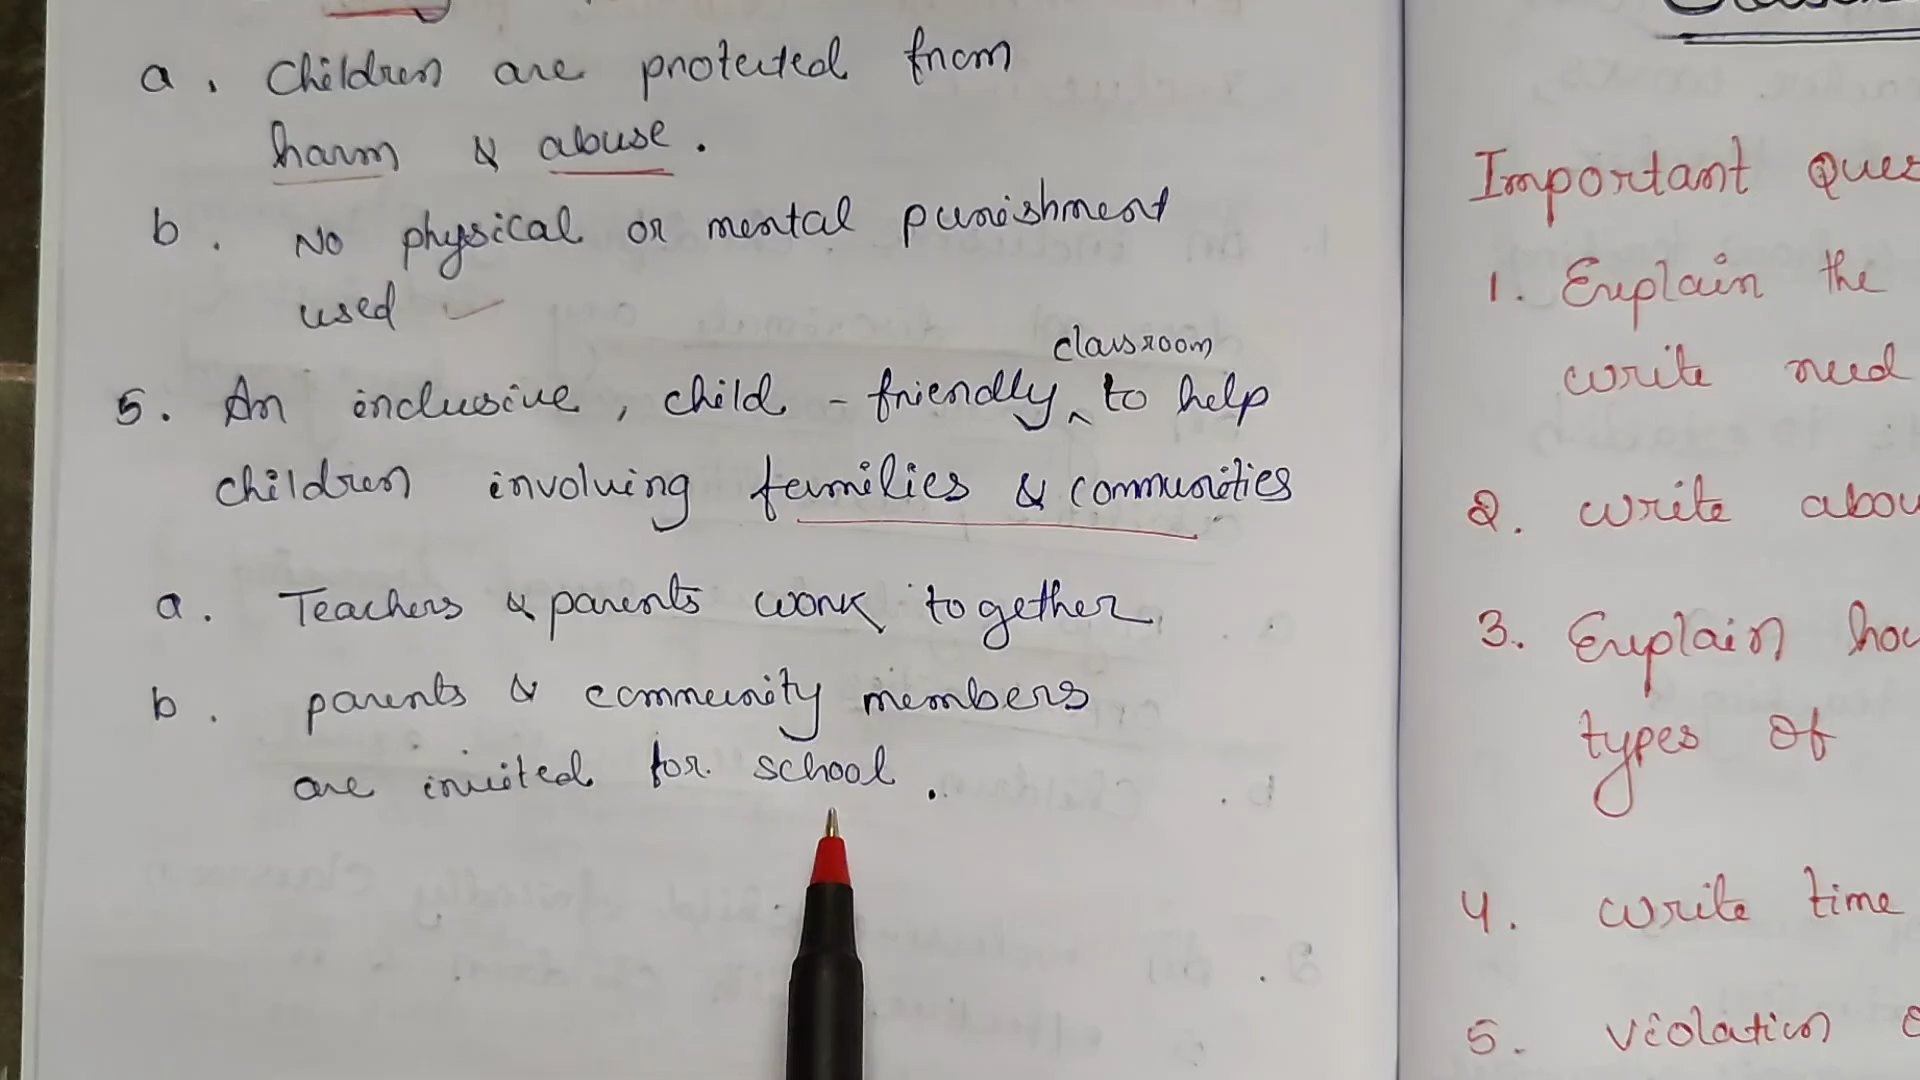 a. Children are protected from
harm & abuse.
b. No physical or mental punishment
used
classroom
5. An inclusive, child - friendly ^ to help
children involving families & communities
a. Teachers & parents work together
b. parents & community members
are invited for school.
Important Ques
1. Explain the
write need
2. write abou
3. Explain how
types of
4. write time
5. violation